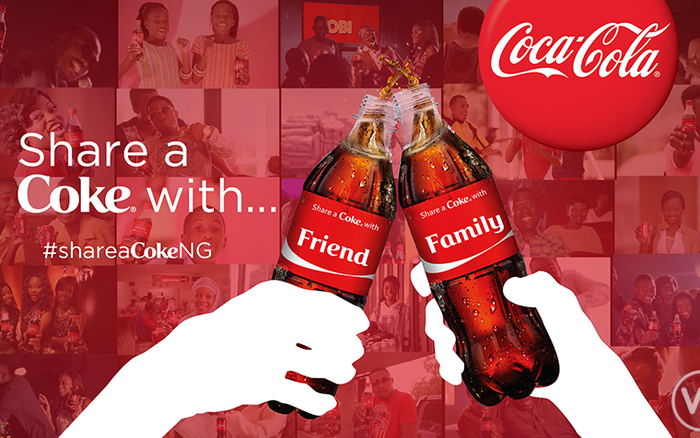 Coca-Cola
Share a
Coke with...
#shareaCokeNG
Share a Coke with
Friend
Share a Coke with
Family
OBI